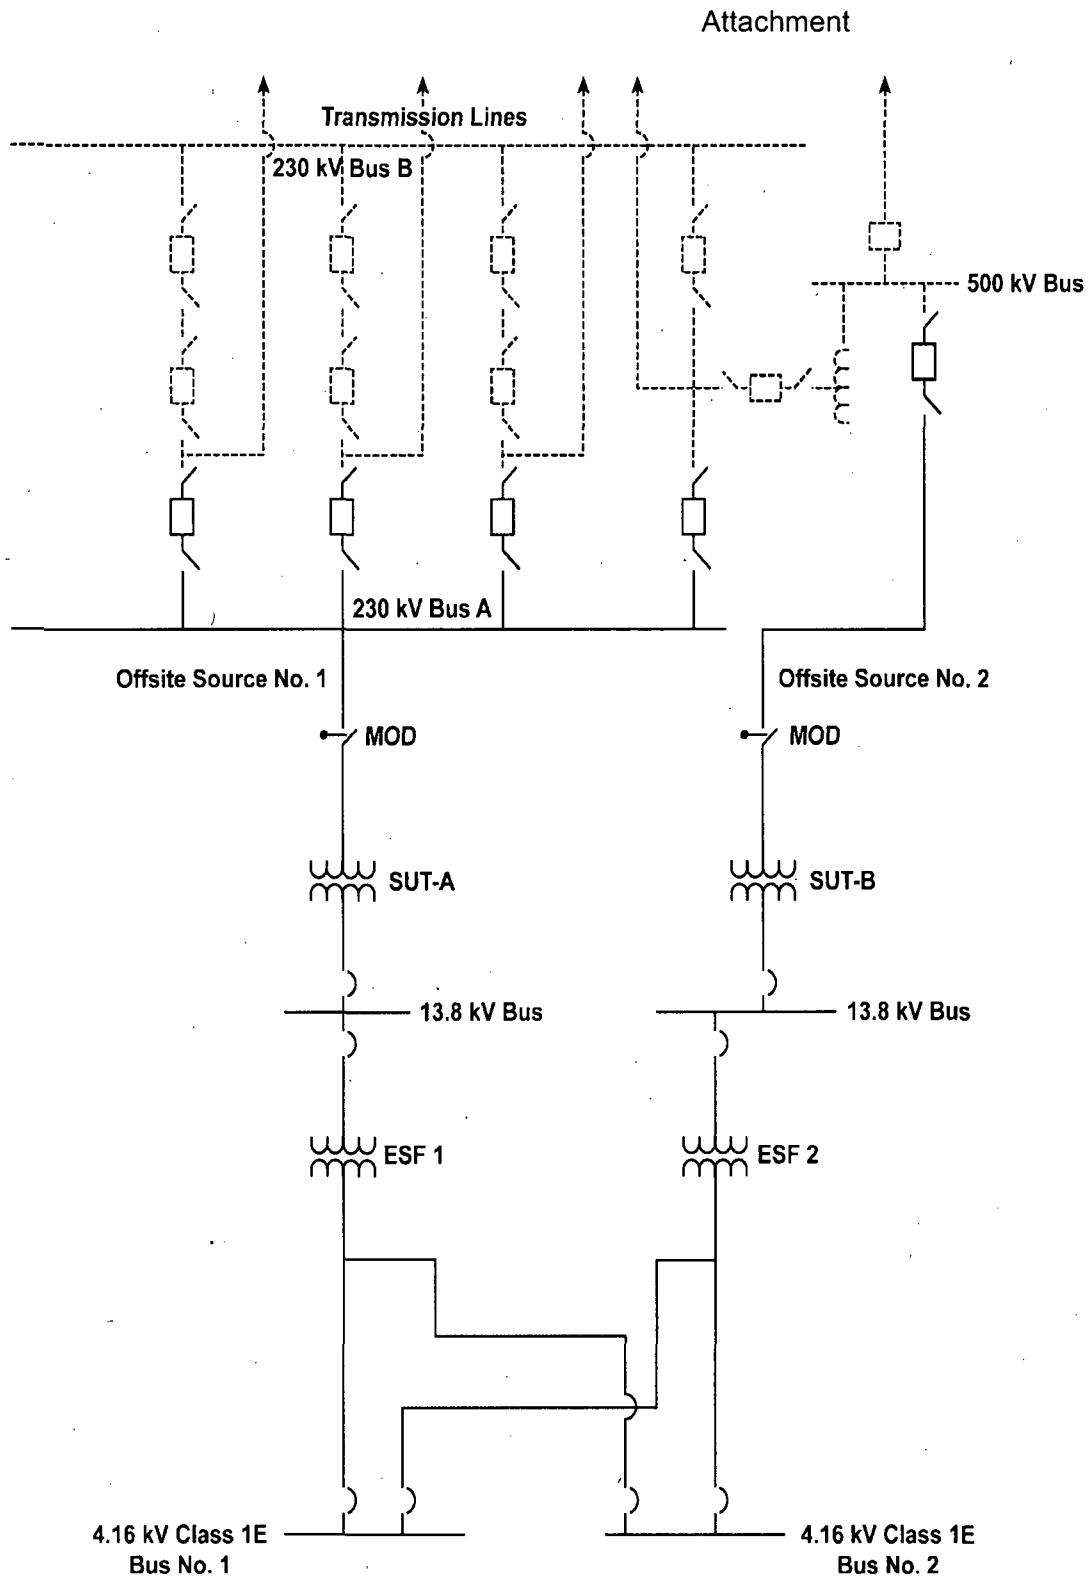 Attachment
Transmission Lines
230 kV Bus B
500 kV Bus
230 kV Bus A
Offsite Source No. 1
Offsite Source No. 2
MOD
MOD
SUT-A
SUT-B
13.8 kV Bus
13.8 kV Bus
ESF 1
ESF 2
4.16 kV Class 1E
Bus No. 1
4.16 kV Class 1E
Bus No. 2